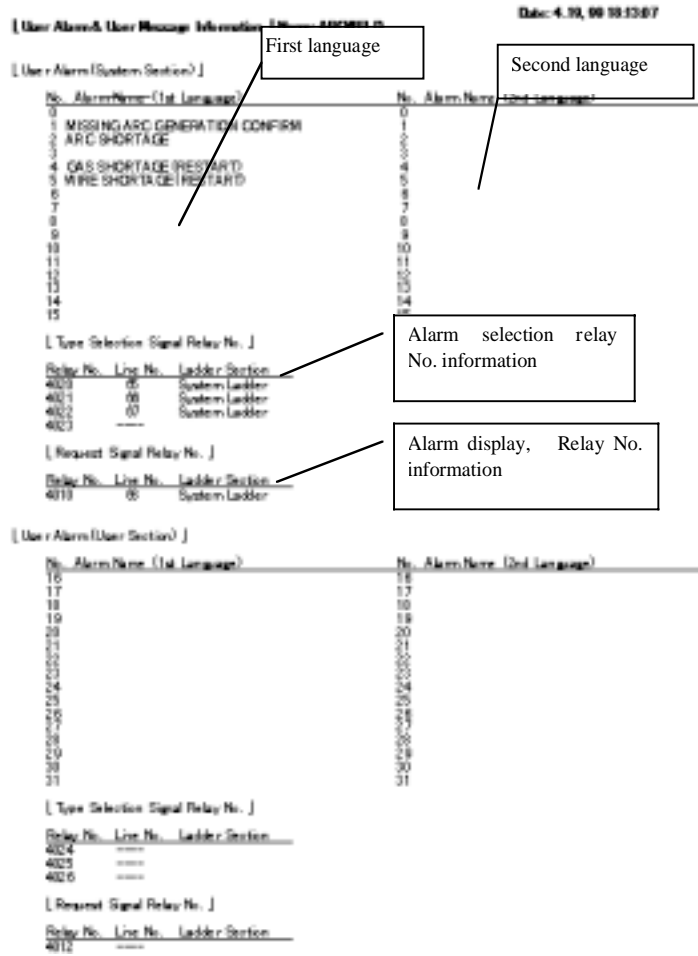 Date: 4.19, 99 18:13:07
[ User Alarm & User Message Information ]
First language
Second language
[ User Alarm (System Section) ]
No. Alarm Name (1st Language) No. Alarm Name (2nd Language)
0 0
1 MISSING ARC GENERATION CONFIRM 1
2 ARC SHORTAGE 2
3 3
4 GAS SHORTAGE (RESTART) 4
5 WIRE SHORTAGE (RESTART) 5
6 6
7 7
8 8
9 9
10 10
11 11
12 12
13 13
14 14
15 15
[ Type Selection Signal Relay No. ]
Alarm selection relay
No. information
Relay No. Line No. Ladder Section
4020 65 System Ladder
4021 66 System Ladder
4022 67 System Ladder
4023 ----
[ Request Signal Relay No. ]
Alarm display, Relay No.
information
Relay No. Line No. Ladder Section
4010 System Ladder
[ User Alarm (User Section) ]
No. Alarm Name (1st Language) No. Alarm Name (2nd Language)
16 16
17 17
18 18
19 19
20 20
21 21
22 22
23 23
24 24
25 25
26 26
27 27
28 28
29 29
30 30
31 31
[ Type Selection Signal Relay No. ]
Relay No. Line No. Ladder Section
4024 ----
4025 ----
4026 ----
[ Request Signal Relay No. ]
Relay No. Line No. Ladder Section
4012 ----